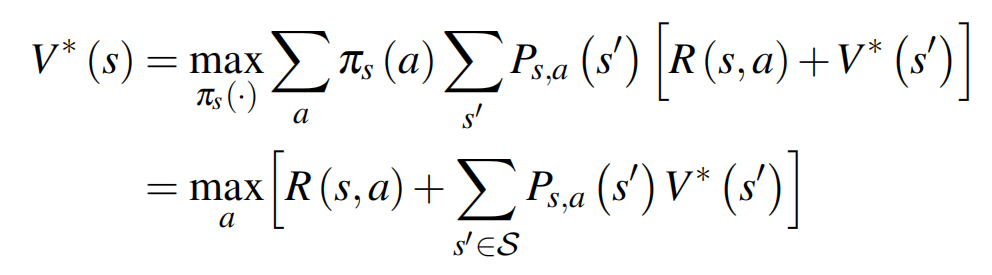 V* (s) = max_{π_s(·)} ∑_a π_s (a) ∑_{s′} P_{s,a} (s′) [R (s,a) + V* (s′)]
= max_a [R (s,a) + ∑_{s′∈𝒮} P_{s,a} (s′) V* (s′)]